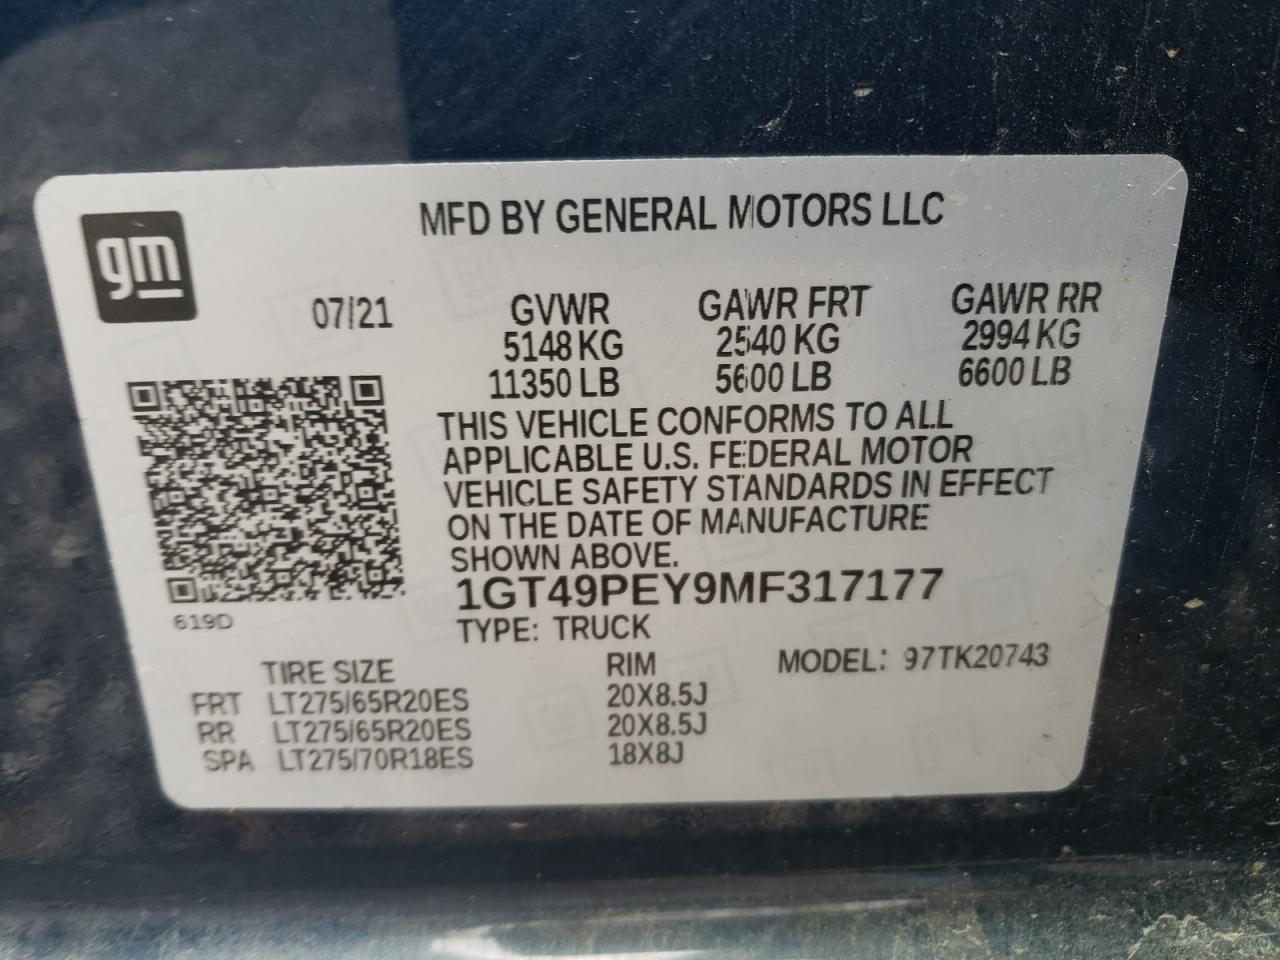 MFD BY GENERAL MOTORS LLC
gm
07/21 GVWR GAWR FRT GAWR RR
5148 KG 2540 KG 2994 KG
11350 LB 5600 LB 6600 LB
THIS VEHICLE CONFORMS TO ALL
APPLICABLE U.S. FEDERAL MOTOR
VEHICLE SAFETY STANDARDS IN EFFECT
ON THE DATE OF MANUFACTURE
SHOWN ABOVE.
1GT49PEY9MF317177
619D
TYPE: TRUCK
TIRE SIZE RIM MODEL: 97TK20743
FRT LT275/65R20ES 20X8.5J
RR LT275/65R20ES 20X8.5J
SPA LT275/70R18ES 18X8J